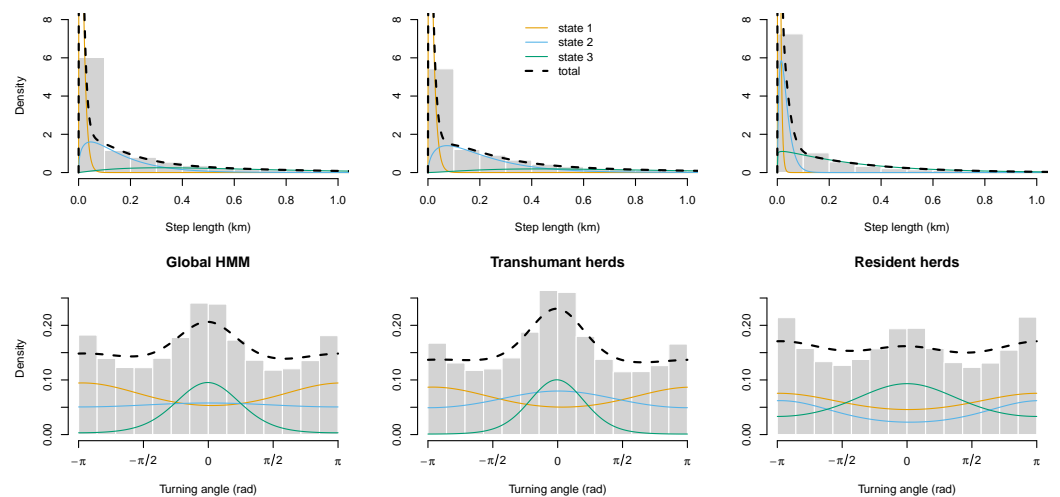 Density
8
6
4
2
0
0.0 0.2 0.4 0.6 0.8 1.0
Step length (km)
8
6
4
2
0
state 1
state 2
state 3
total
0.0 0.2 0.4 0.6 0.8 1.0
Step length (km)
8
6
4
2
0
0.0 0.2 0.4 0.6 0.8 1.0
Step length (km)
Global HMM
Density
0.20
0.10
0.00
−π −π/2 0 π/2 π
Turning angle (rad)
Transhumant herds
0.20
0.10
0.00
−π −π/2 0 π/2 π
Turning angle (rad)
Resident herds
0.20
0.10
0.00
−π −π/2 0 π/2 π
Turning angle (rad)